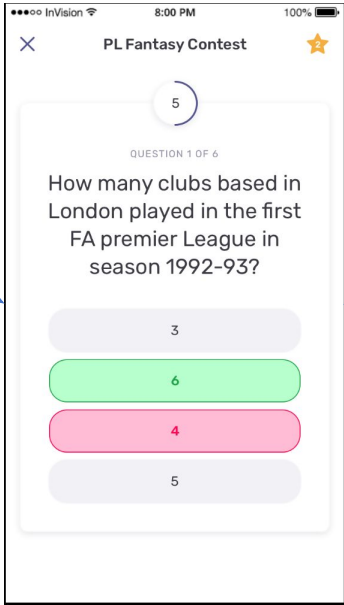 InVision 8:00 PM 100%
PL Fantasy Contest 2
5
QUESTION 1 OF 6
How many clubs based in
London played in the first
FA premier League in
season 1992-93?
3
6
4
5